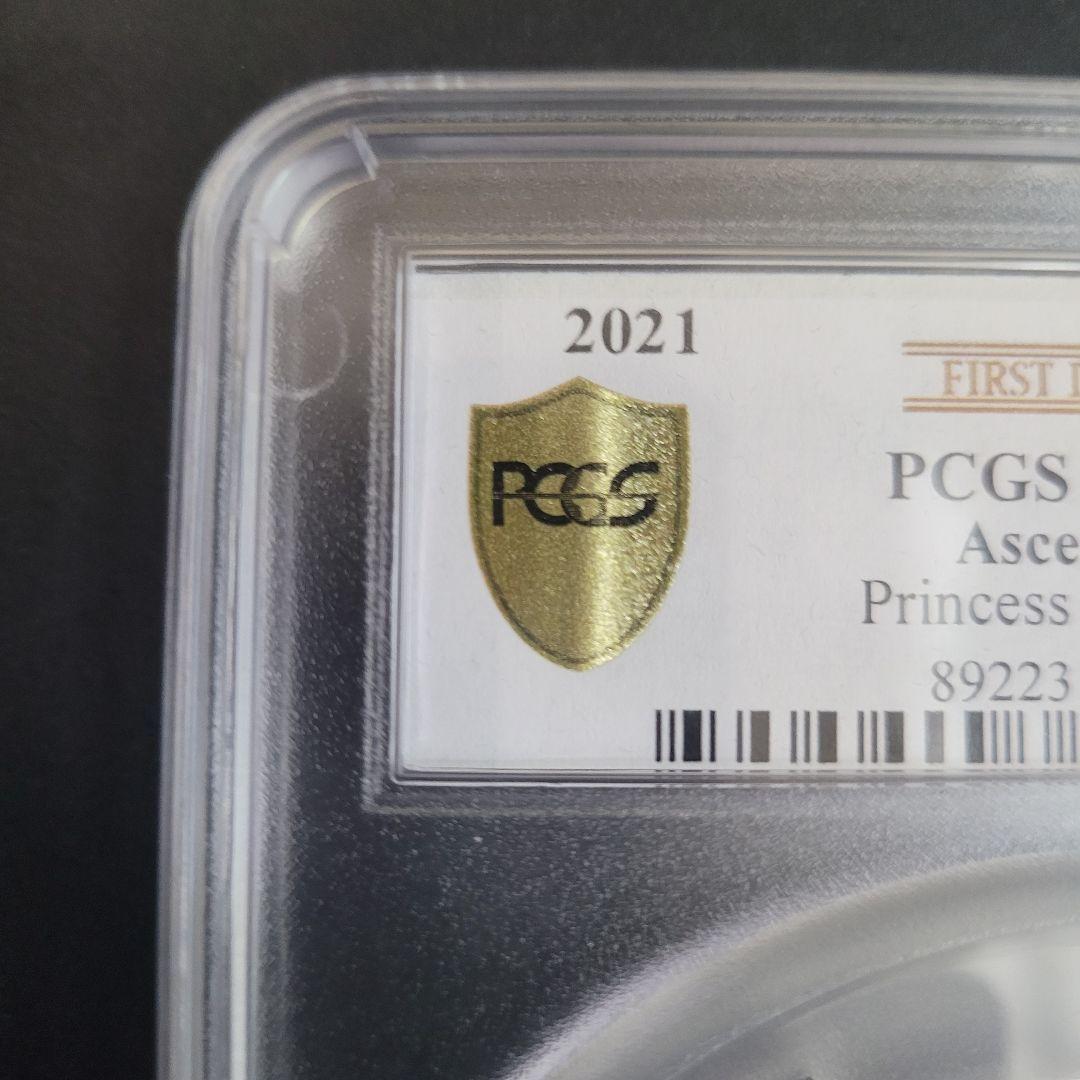 2021
FIRST
PCGS
PCGS
Asce
Princess
89223